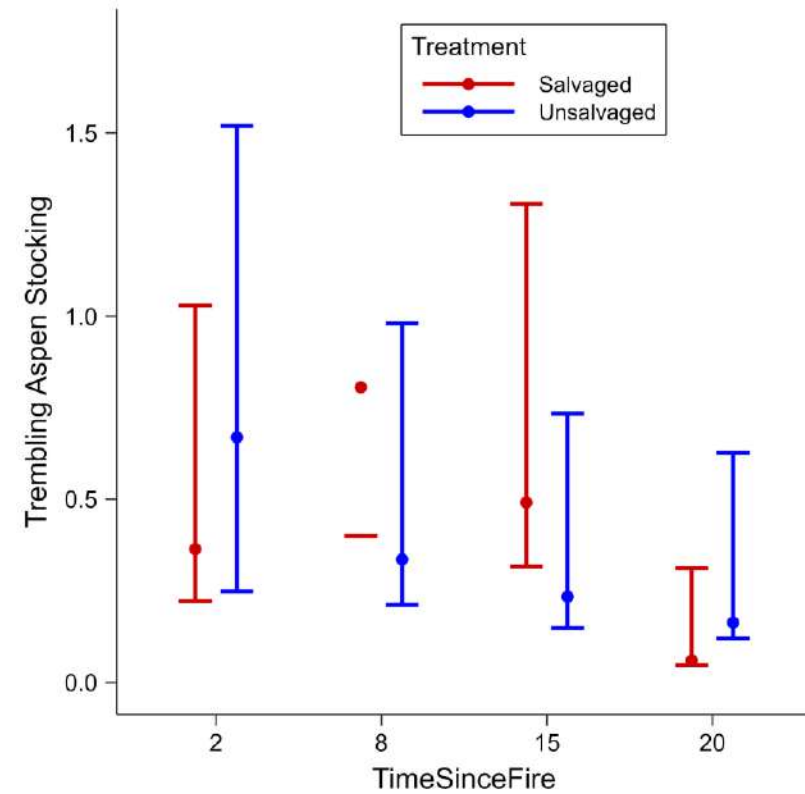 Treatment
Salvaged
Unsalvaged
1.5
1.0
0.5
0.0
Trembling Aspen Stocking
2 8 15 20
TimeSinceFire